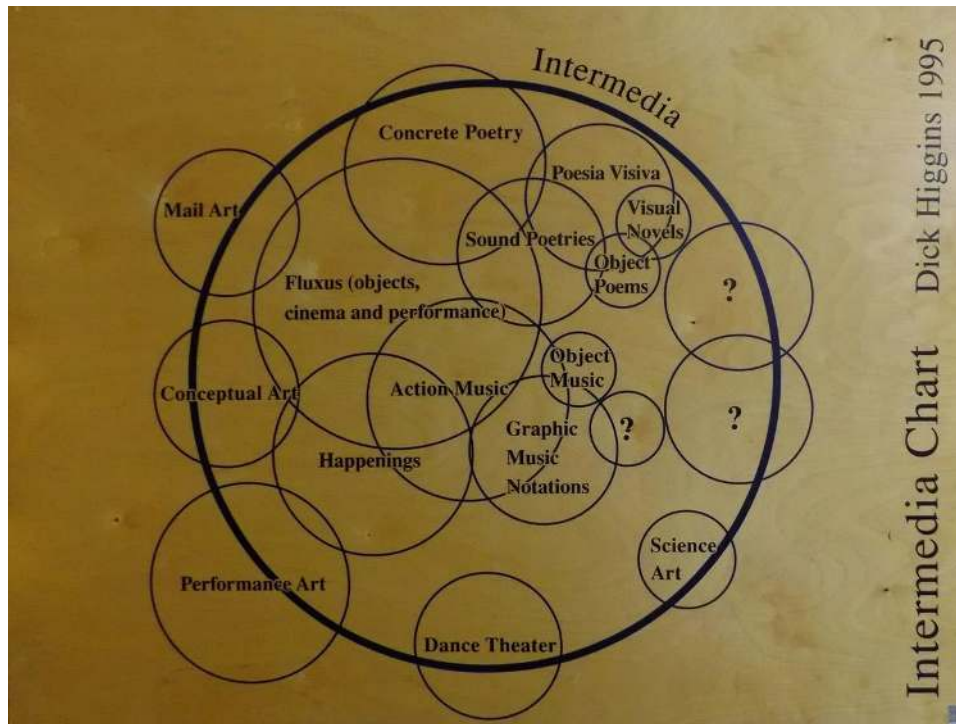 Intermedia
Concrete Poetry
Poesia Visiva
Mail Art
Visual
Novels
Sound Poetries
Object
Poems
Fluxus (objects,
cinema and performance)
?
Object
Music
Conceptual Art
Action Music
?
Graphic
Music
Notations
?
Happenings
Science
Art
Performance Art
Dance Theater
Intermedia Chart Dick Higgins 1995